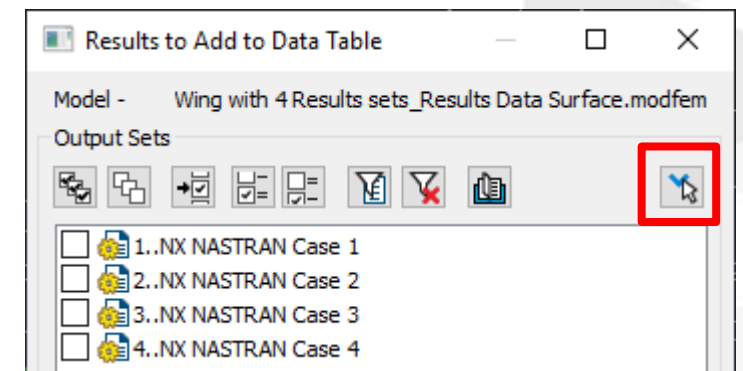 Results to Add to Data Table
Model - Wing with 4 Results sets_Results Data Surface.modfem
Output Sets
1..NX NASTRAN Case 1
2..NX NASTRAN Case 2
3..NX NASTRAN Case 3
4..NX NASTRAN Case 4